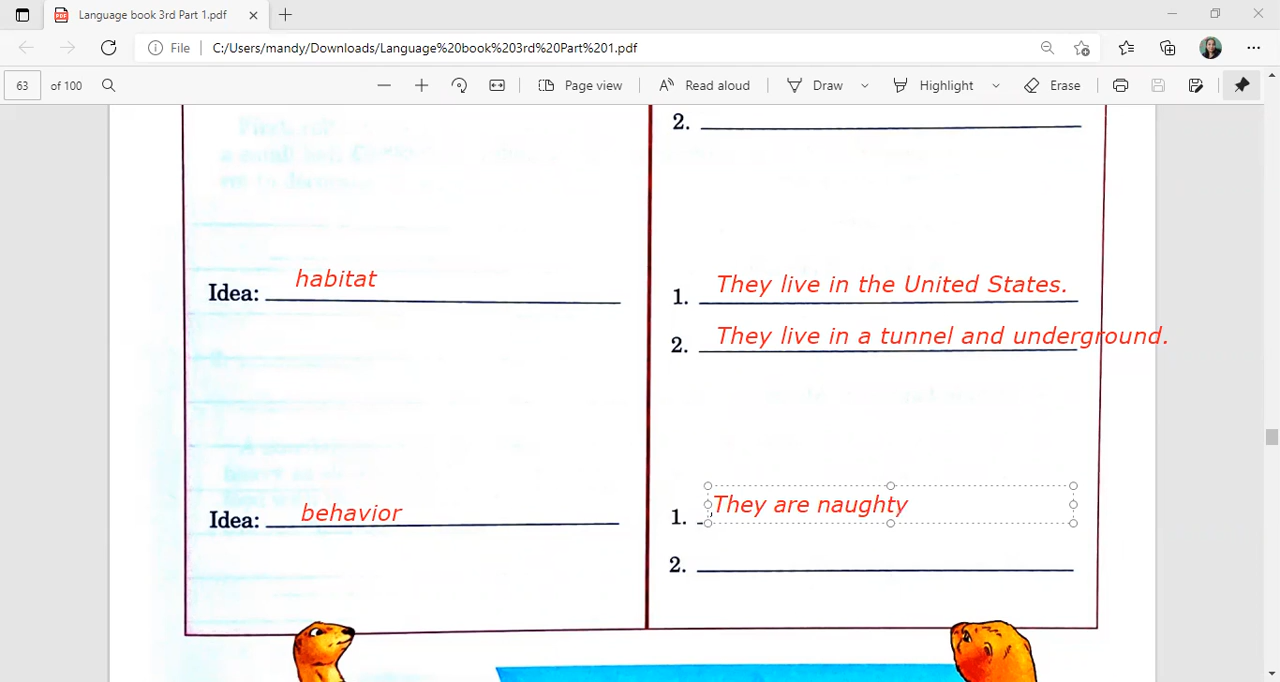 Language book 3rd Part 1.pdf
File C:/Users/mandy/Downloads/Language%20book%203rd%20Part%201.pdf
63 of 100 Page view Read aloud Draw Highlight Erase
2.
Idea: habitat
1. They live in the United States.
2. They live in a tunnel and underground.
Idea: behavior
1. They are naughty
2.